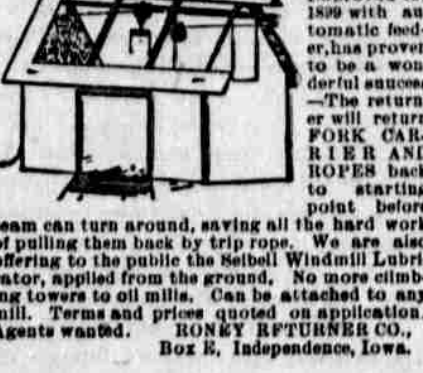 1899 with au-
tomatic feed-
er, has proven
to be a won-
derful success
—The return-
er will return
FORK CAR-
RIER AND
ROPES back
to starting
point before
eam can turn around, saving all the hard work
of pulling them back by trip rope. We are also
offering to the public the Seibell Windmill Lubri-
cator, applied from the ground. No more climb-
ng towers to oil mills. Can be attached to any
mill. Terms and prices quoted on application.
Agents wanted. RONEY RFTURNER CO.,
Box E, Independence, Iowa.